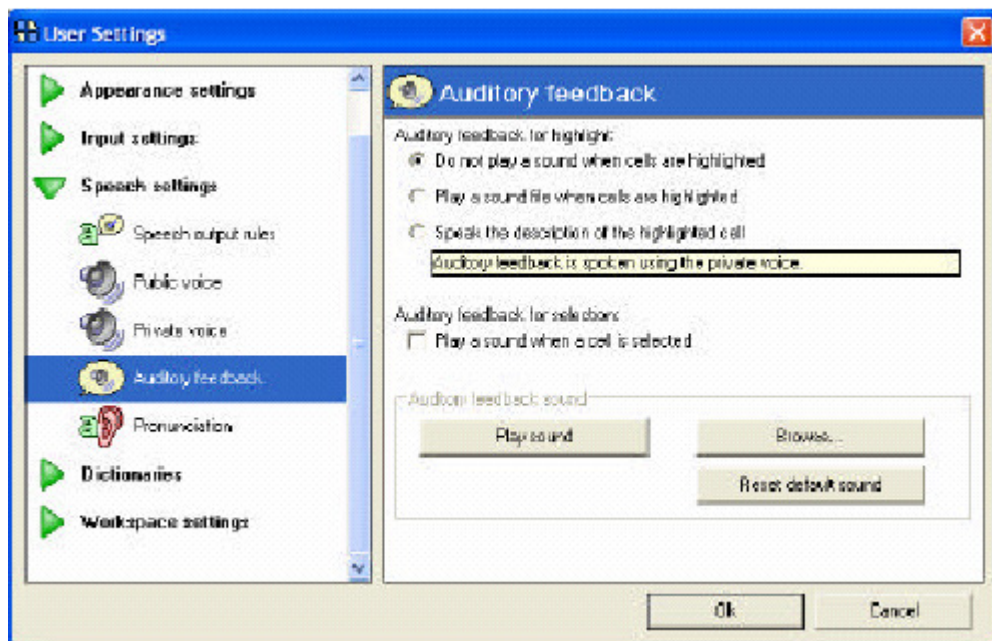 User Settings
Appearance settings
Input settings
Speech settings
Speech output rules
Public voice
Private voice
Auditory feedback
Pronunciation
Dictionaries
Workspace settings
Auditory feedback
Auditory feedback for highlight:
Do not play a sound when cells are highlighted
Play a sound file when cells are highlighted
Speak the description of the highlighted cell
Auditory feedback is spoken using the private voice.
Auditory feedback for selection:
Play a sound when a cell is selected
Auditory feedback sound
Play sound
Browse...
Reset default sound
Ok
Cancel